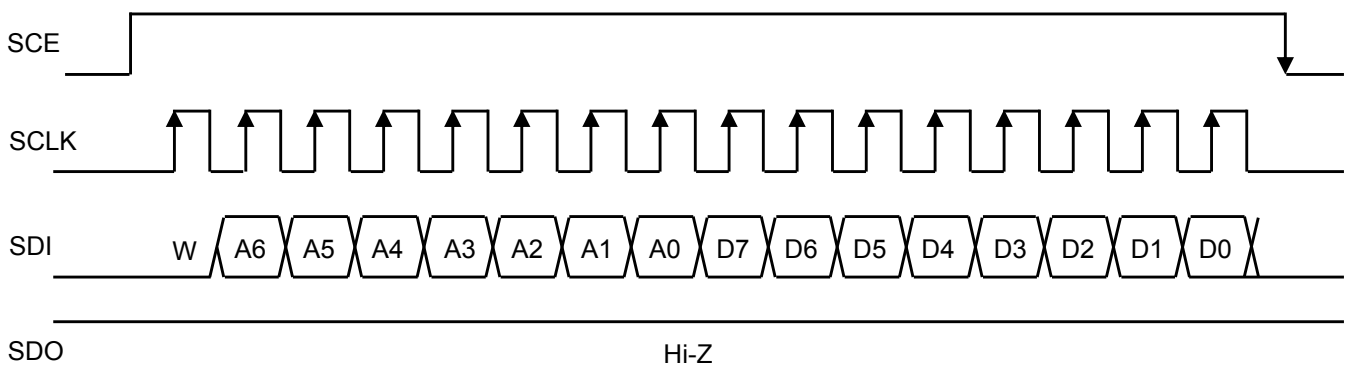 SCE
SCLK
SDI W A6 A5 A4 A3 A2 A1 A0 D7 D6 D5 D4 D3 D2 D1 D0
SDO Hi-Z